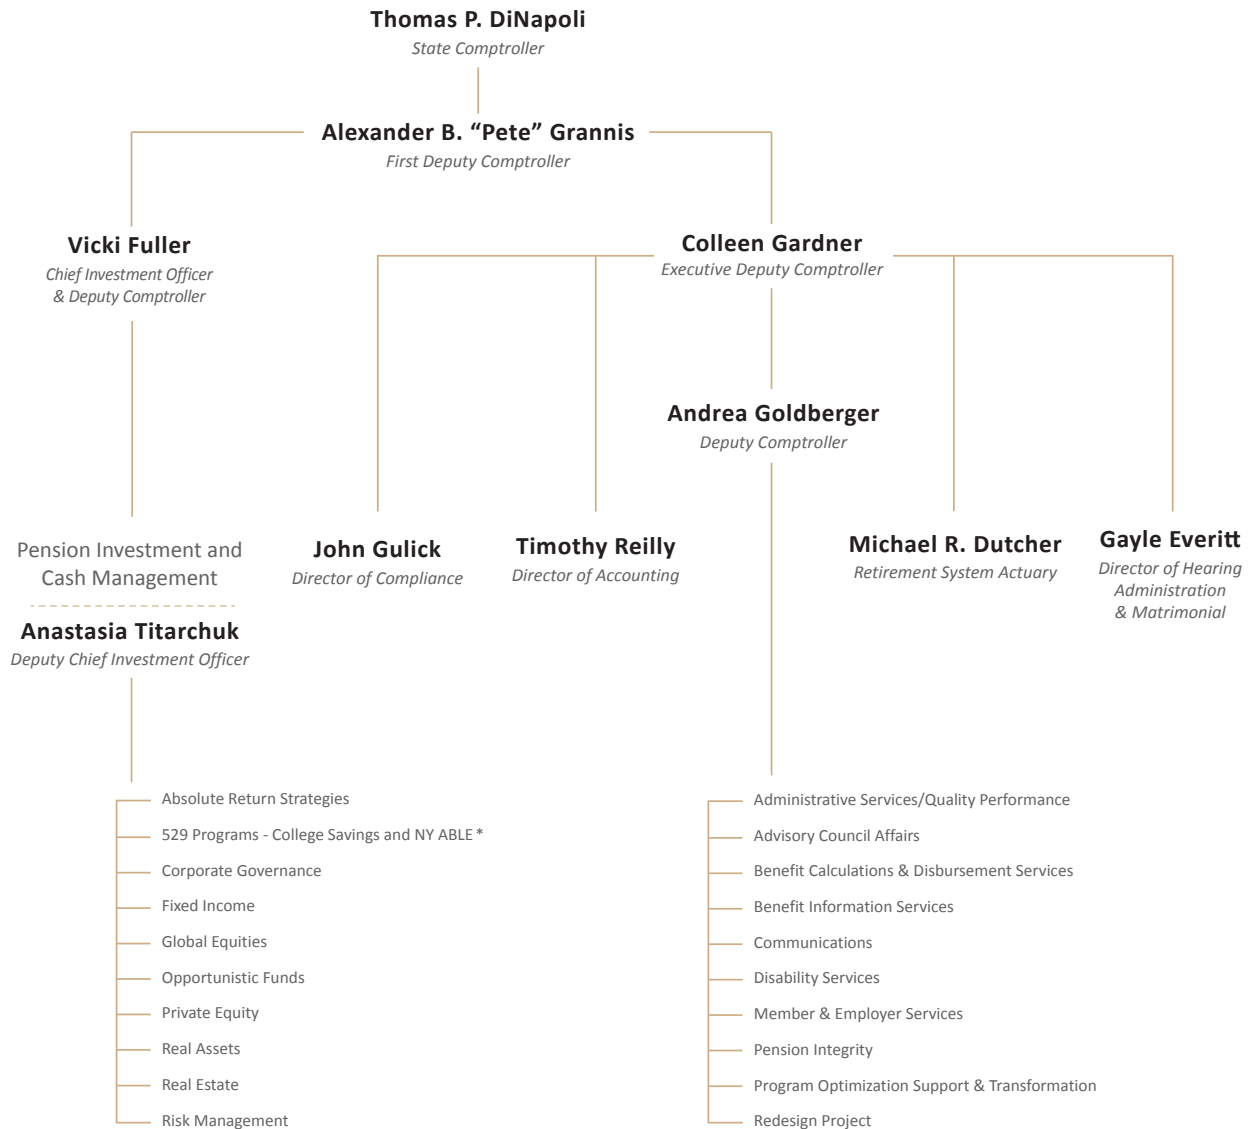 Thomas P. DiNapoli
State Comptroller
Alexander B. “Pete” Grannis
First Deputy Comptroller
Vicki Fuller
Chief Investment Officer
& Deputy Comptroller
Colleen Gardner
Executive Deputy Comptroller
Andrea Goldberger
Deputy Comptroller
Pension Investment and
Cash Management
Anastasia Titarchuk
Deputy Chief Investment Officer
John Gulick
Director of Compliance
Timothy Reilly
Director of Accounting
Michael R. Dutcher
Retirement System Actuary
Gayle Everitt
Director of Hearing
Administration
& Matrimonial
Absolute Return Strategies
529 Programs - College Savings and NY ABLE *
Corporate Governance
Fixed Income
Global Equities
Opportunistic Funds
Private Equity
Real Assets
Real Estate
Risk Management
Administrative Services/Quality Performance
Advisory Council Affairs
Benefit Calculations & Disbursement Services
Benefit Information Services
Communications
Disability Services
Member & Employer Services
Pension Integrity
Program Optimization Support & Transformation
Redesign Project